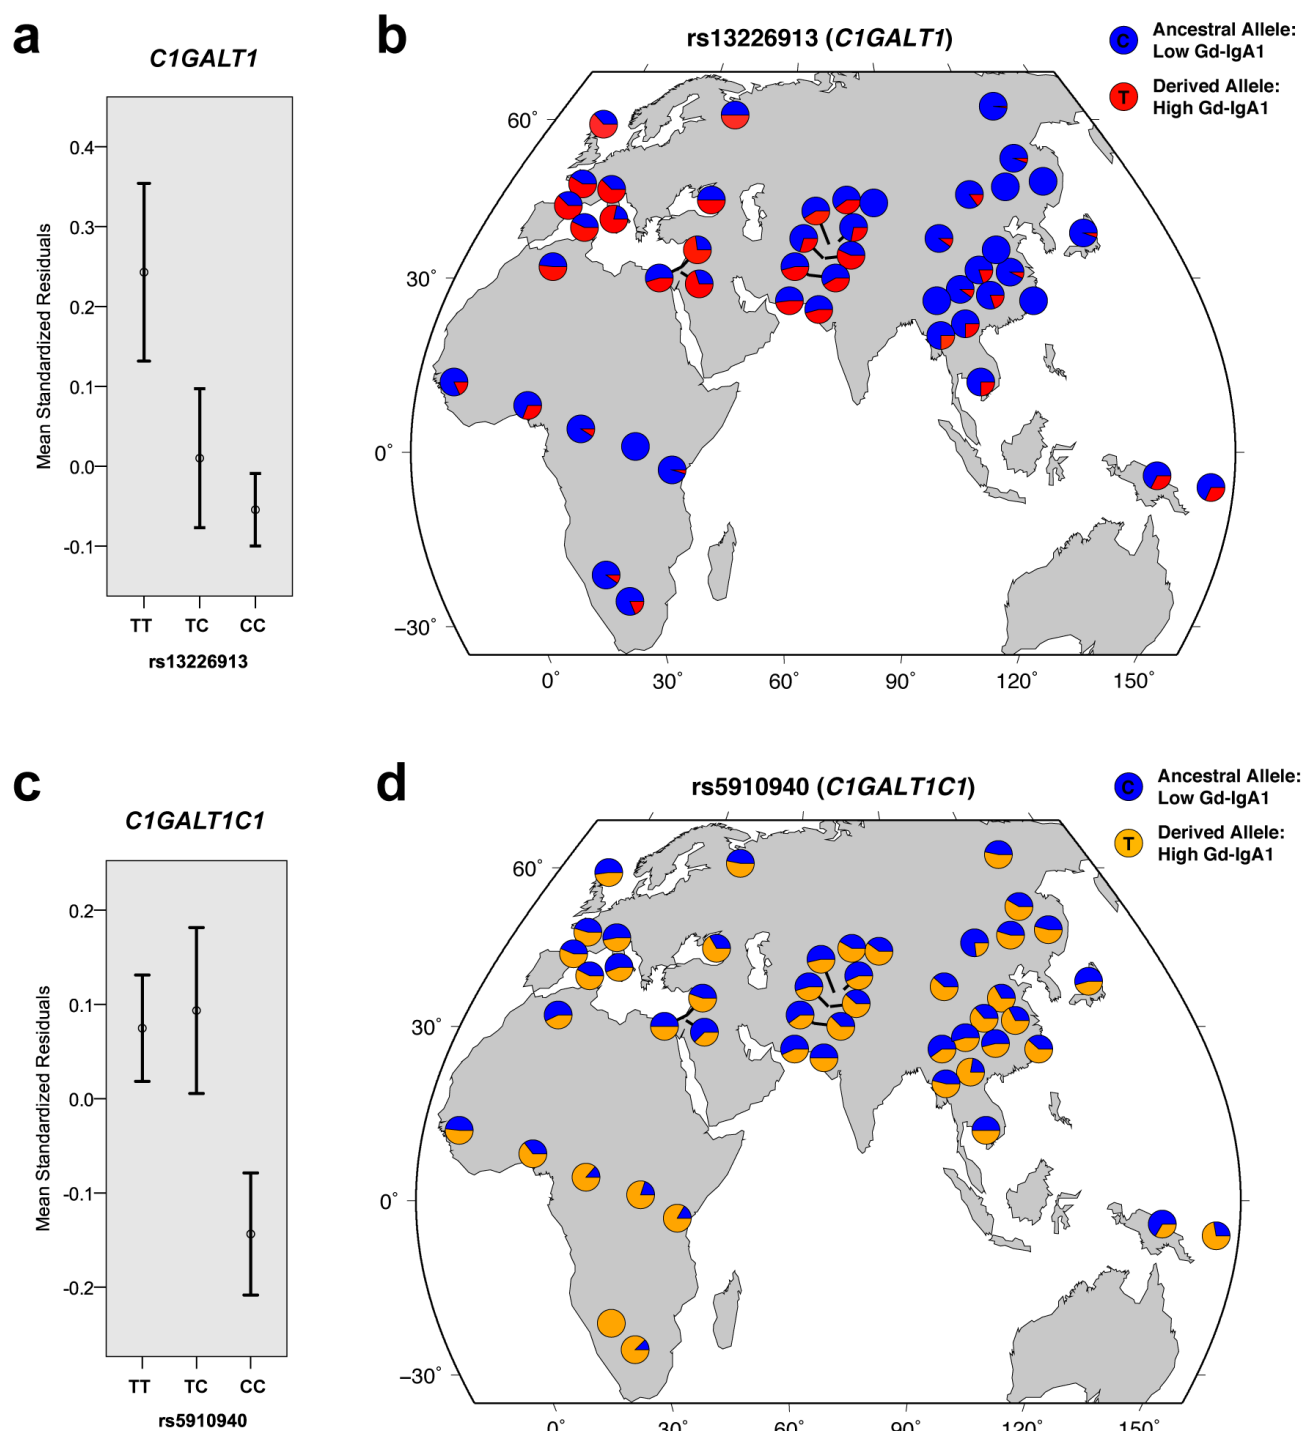 a
C1GALT1
Mean Standardized Residuals
0.4
0.3
0.2
0.1
0.0
-0.1
TT TC CC
rs13226913
b
rs13226913 (C1GALT1)
C Ancestral Allele:
Low Gd-IgA1
T Derived Allele:
High Gd-IgA1
60°
30°
0°
−30°
0° 30° 60° 90° 120° 150°
c
C1GALT1C1
Mean Standardized Residuals
0.2
0.1
0.0
-0.1
-0.2
TT TC CC
rs5910940
d
rs5910940 (C1GALT1C1)
C Ancestral Allele:
Low Gd-IgA1
T Derived Allele:
High Gd-IgA1
60°
30°
0°
−30°
0° 30° 60° 90° 120° 150°